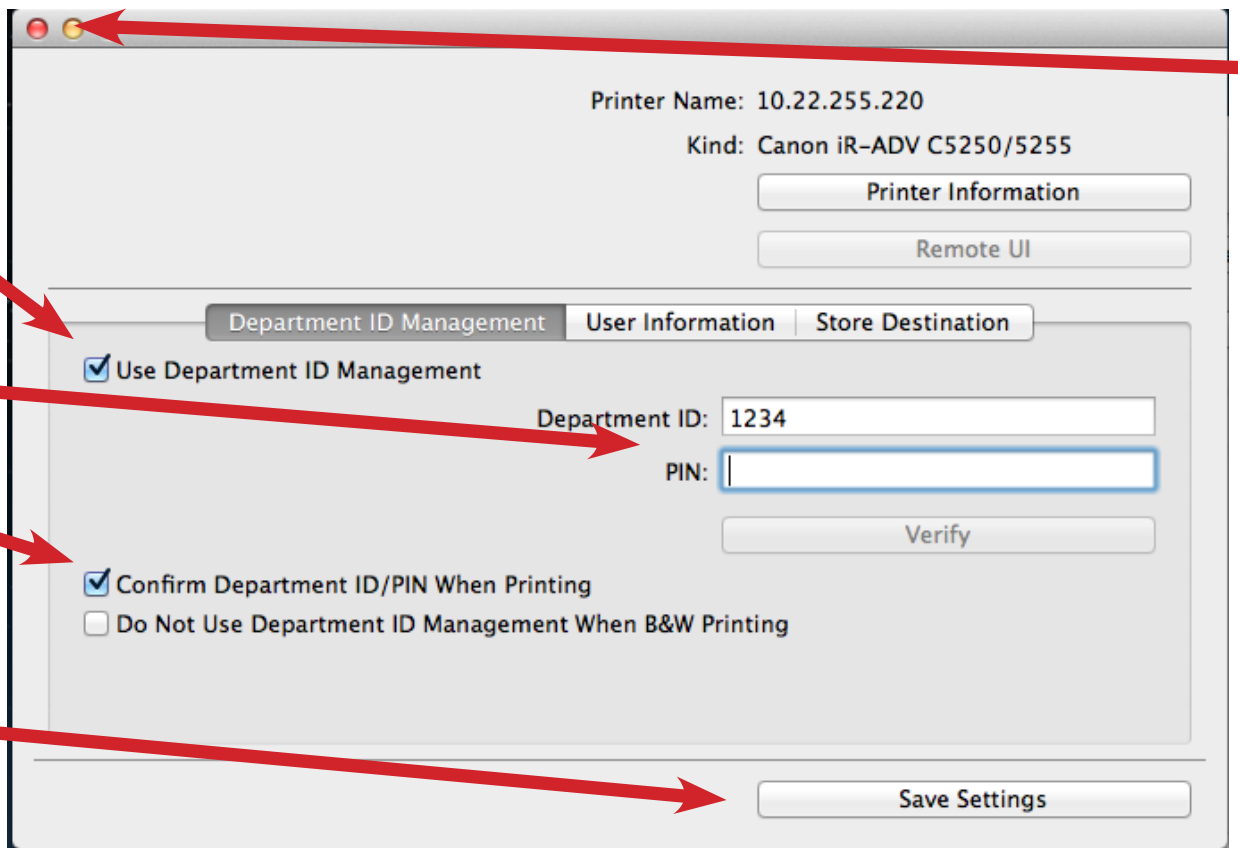 Printer Name: 10.22.255.220
Kind: Canon iR-ADV C5250/5255
Printer Information
Remote UI
Department ID Management User Information Store Destination
Use Department ID Management
Department ID: 1234
PIN:
Verify
Confirm Department ID/PIN When Printing
Do Not Use Department ID Management When B&W Printing
Save Settings